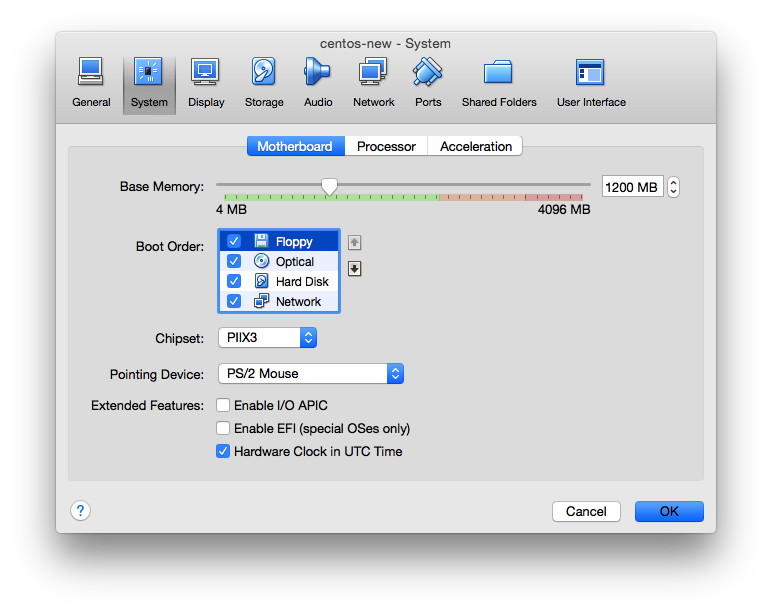 centos-new - System
General System Display Storage Audio Network Ports Shared Folders User Interface
Motherboard Processor Acceleration
Base Memory: 1200 MB
4 MB 4096 MB
Boot Order: Floppy
Optical
Hard Disk
Network
Chipset: PIIX3
Pointing Device: PS/2 Mouse
Extended Features: Enable I/O APIC
Enable EFI (special OSes only)
Hardware Clock in UTC Time
? Cancel OK